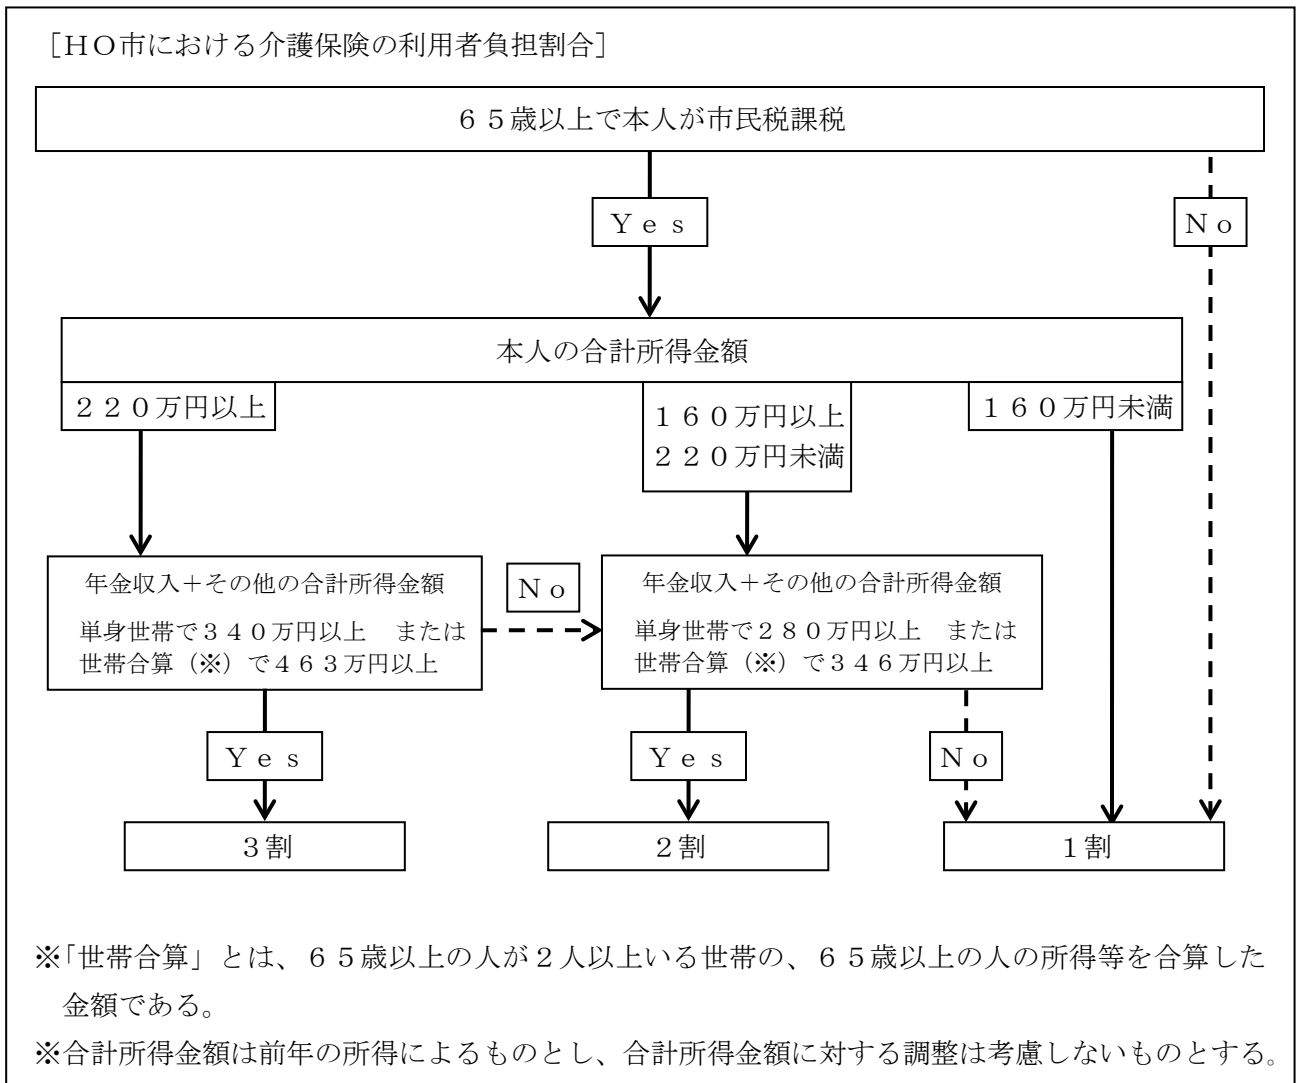 ［ＨＯ市における介護保険の利用者負担割合］
６５歳以上で本人が市民税課税
Ｙｅｓ
Ｎｏ
本人の合計所得金額
２２０万円以上
１６０万円以上
２２０万円未満
１６０万円未満
年金収入＋その他の合計所得金額
単身世帯で３４０万円以上　または
世帯合算（※）で４６３万円以上
Ｎｏ
年金収入＋その他の合計所得金額
単身世帯で２８０万円以上　または
世帯合算（※）で３４６万円以上
Ｙｅｓ
Ｙｅｓ
Ｎｏ
３割
２割
１割
※「世帯合算」とは、６５歳以上の人が２人以上いる世帯の、６５歳以上の人の所得等を合算した
金額である。
※合計所得金額は前年の所得によるものとし、合計所得金額に対する調整は考慮しないものとする。